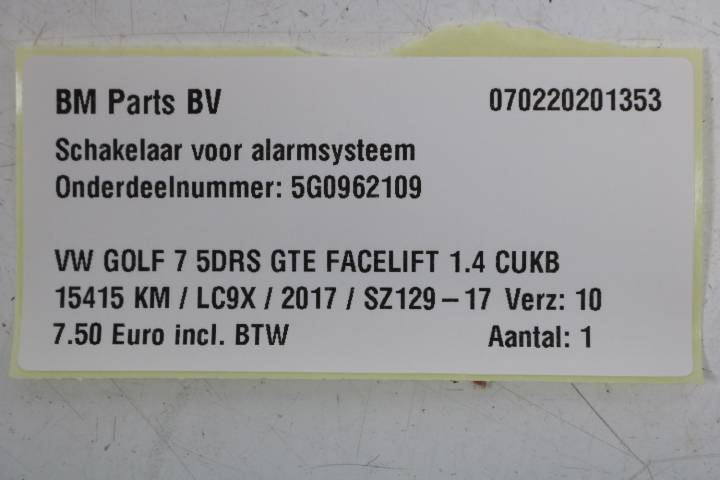 BM Parts BV 070220201353
Schakelaar voor alarmsysteem
Onderdeelnummer: 5G0962109
VW GOLF 7 5DRS GTE FACELIFT 1.4 CUKB
15415 KM / LC9X / 2017 / SZ129-17 Verz: 10
7.50 Euro incl. BTW Aantal: 1